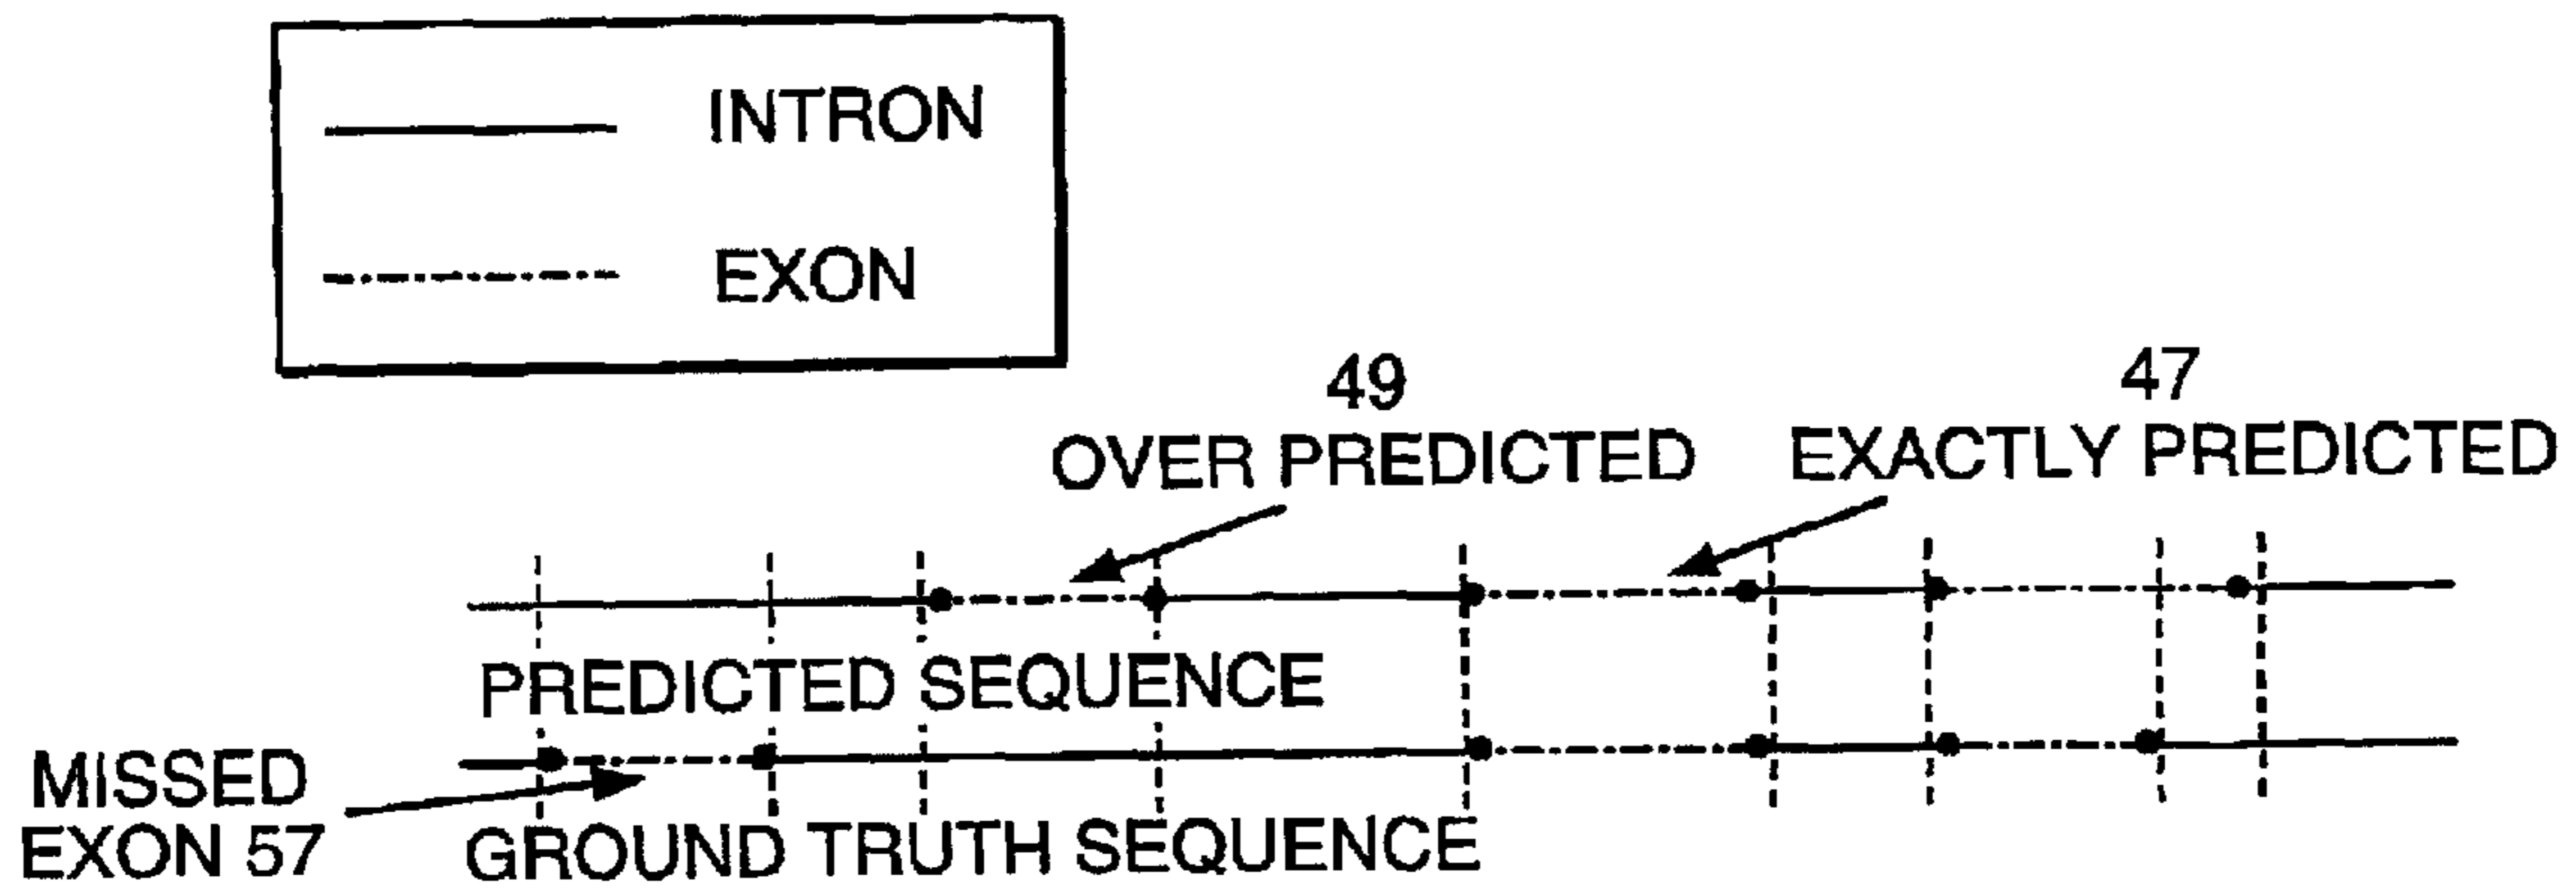 INTRON
EXON
49
OVER PREDICTED
47
EXACTLY PREDICTED
PREDICTED SEQUENCE
MISSED
EXON 57
GROUND TRUTH SEQUENCE